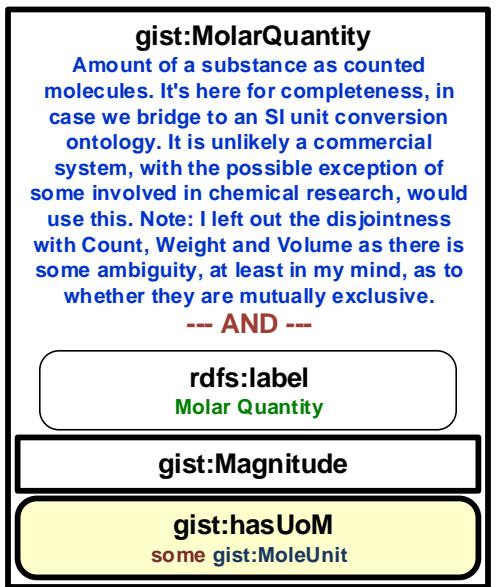 gist:MolarQuantity
Amount of a substance as counted
molecules. It's here for completeness, in
case we bridge to an SI unit conversion
ontology. It is unlikely a commercial
system, with the possible exception of
some involved in chemical research, would
use this. Note: I left out the disjointness
with Count, Weight and Volume as there is
some ambiguity, at least in my mind, as to
whether they are mutually exclusive.
--- AND ---
rdfs:label
Molar Quantity
gist:Magnitude
gist:hasUoM
some gist:MoleUnit